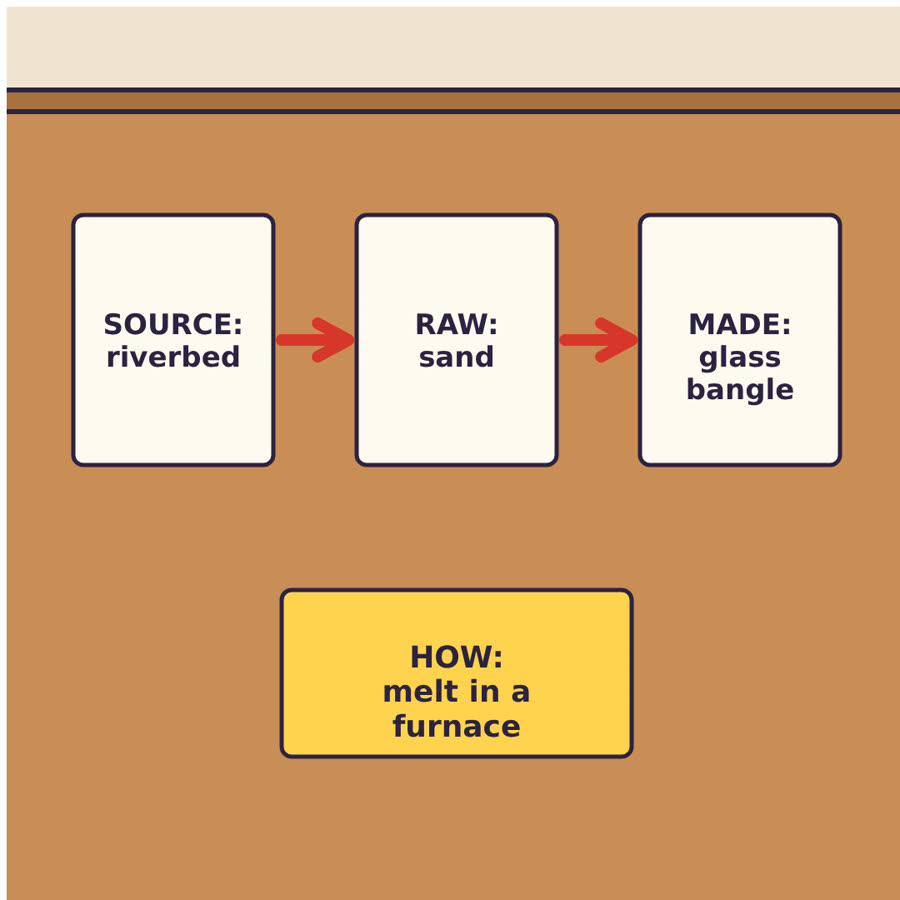 SOURCE:
riverbed
RAW:
sand
MADE:
glass
bangle
HOW:
melt in a
furnace